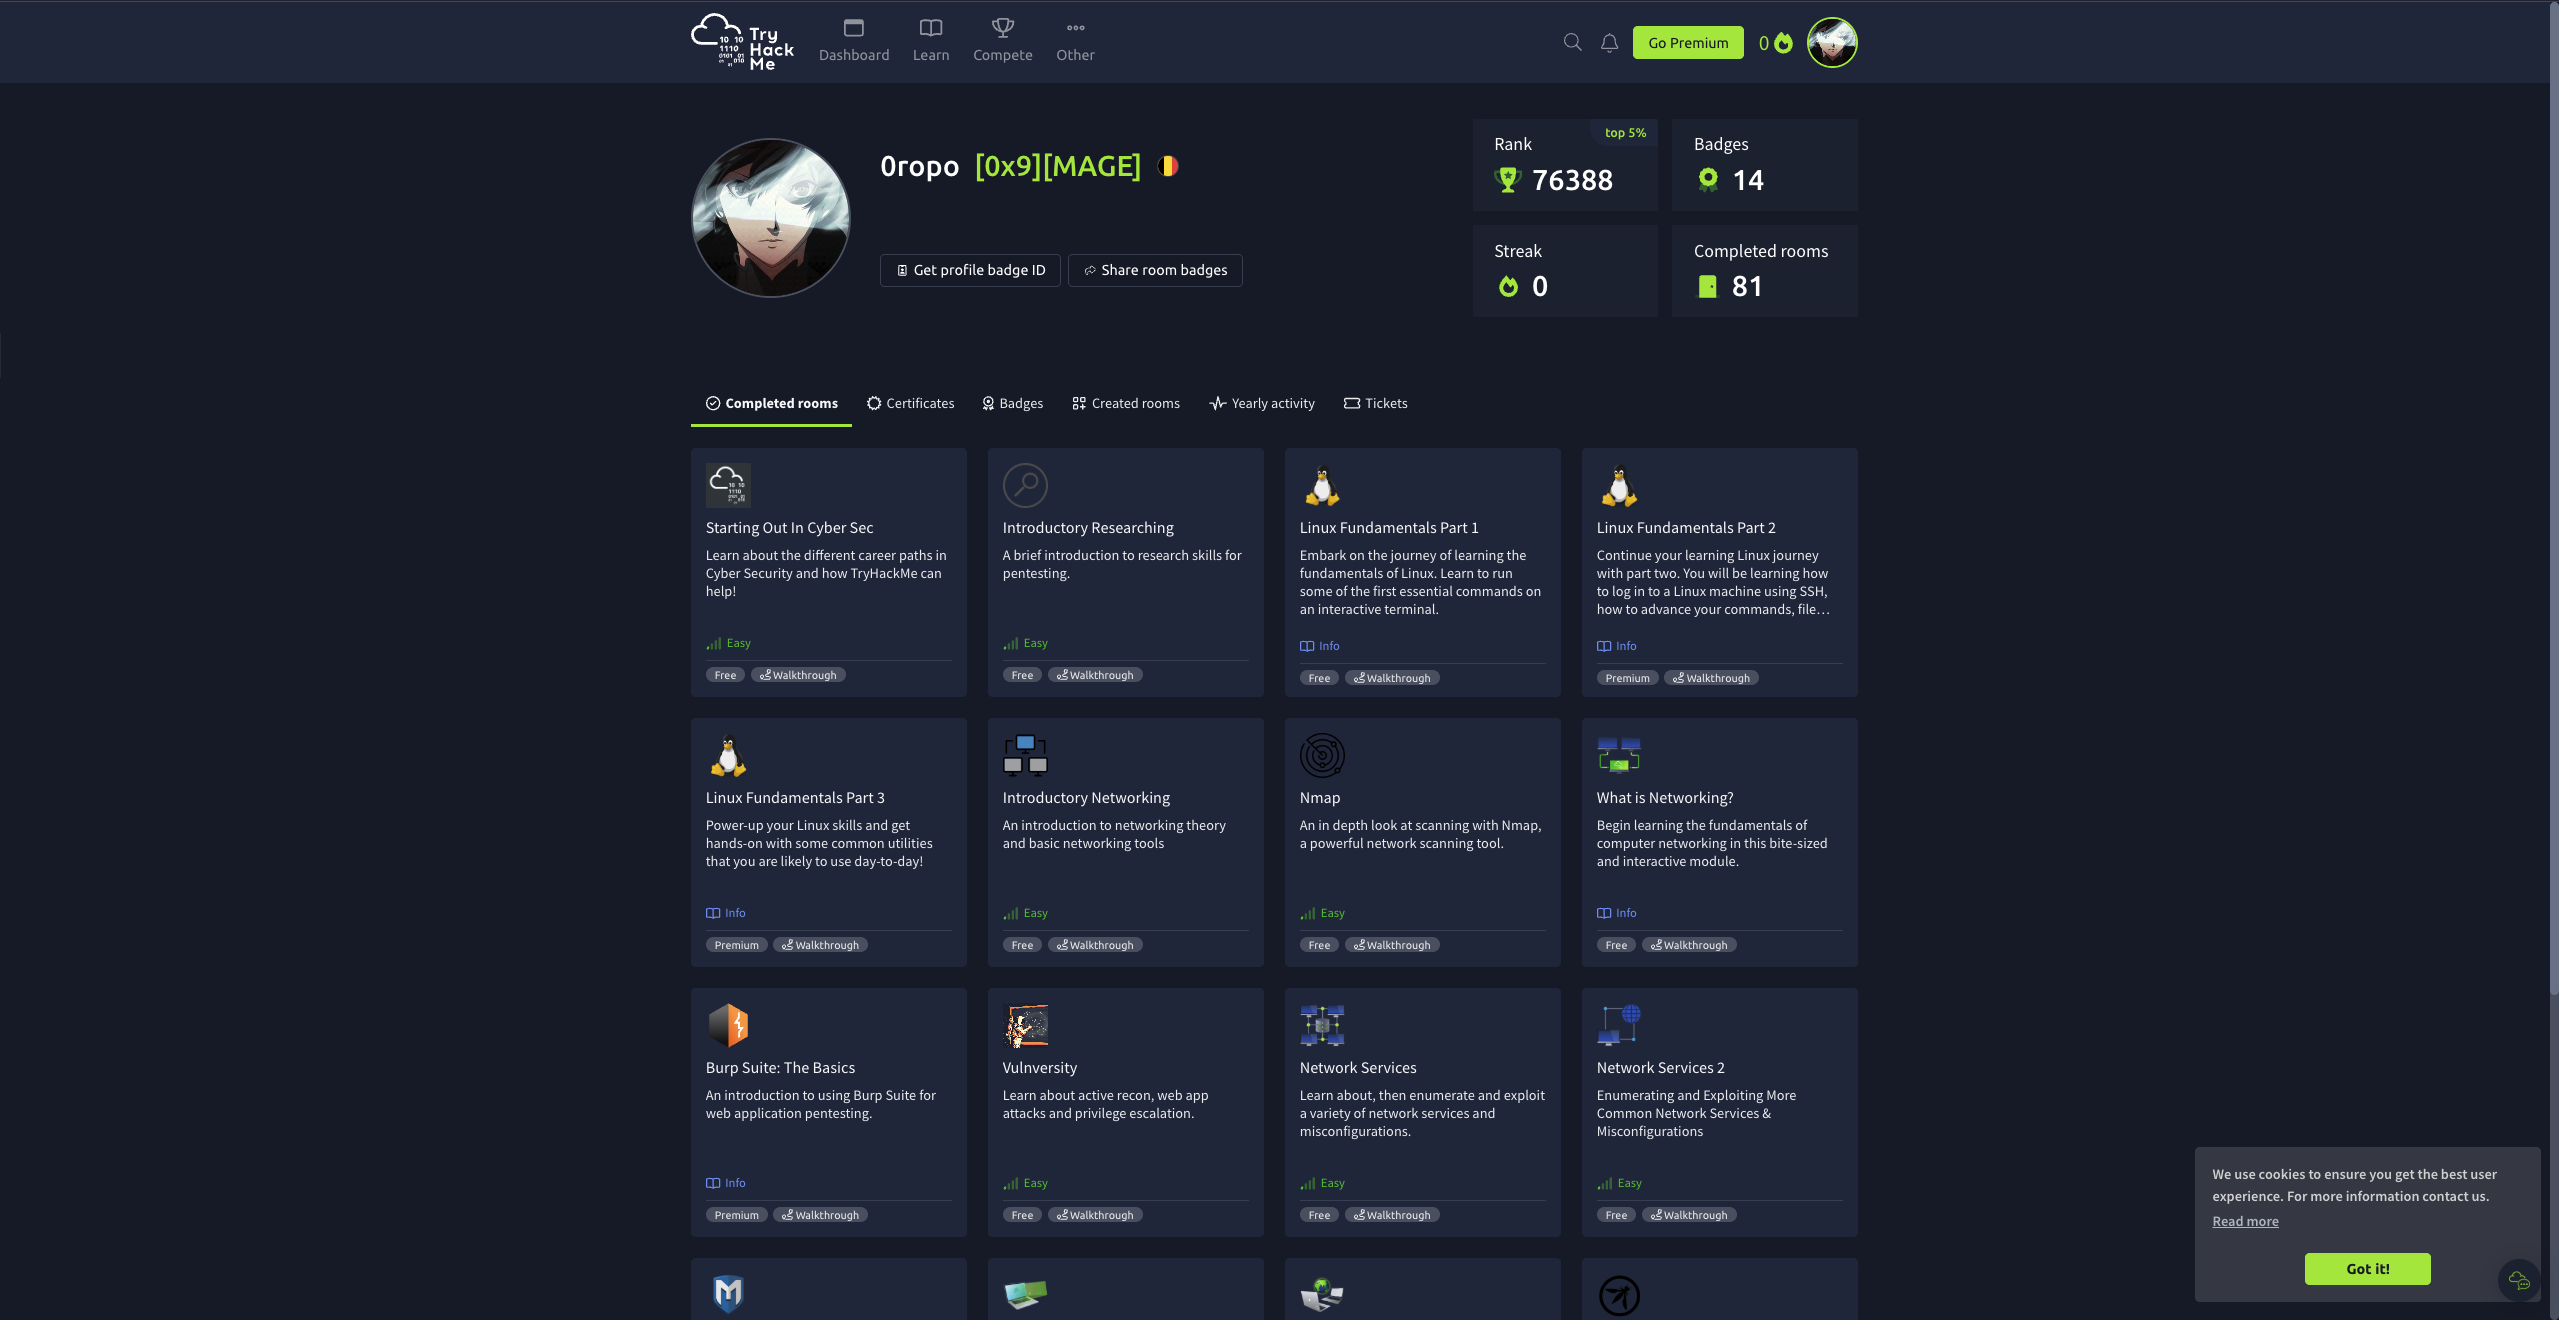 Try
Hack
Me
Dashboard
Learn
Compete
Other
Go Premium
0
0ropo [0x9][MAGE]
Get profile badge ID
Share room badges
Rank
top 5%
76388
Badges
14
Streak
0
Completed rooms
81
Completed rooms
Certificates
Badges
Created rooms
Yearly activity
Tickets
Starting Out In Cyber Sec
Learn about the different career paths in
Cyber Security and how TryHackMe can
help!
Easy
Free
Walkthrough
Introductory Researching
A brief introduction to research skills for
pentesting.
Easy
Free
Walkthrough
Linux Fundamentals Part 1
Embark on the journey of learning the
fundamentals of Linux. Learn to run
some of the first essential commands on
an interactive terminal.
Info
Free
Walkthrough
Linux Fundamentals Part 2
Continue your learning Linux journey
with part two. You will be learning how
to log in to a Linux machine using SSH,
how to advance your commands, file…
Info
Premium
Walkthrough
Linux Fundamentals Part 3
Power-up your Linux skills and get
hands-on with some common utilities
that you are likely to use day-to-day!
Info
Premium
Walkthrough
Introductory Networking
An introduction to networking theory
and basic networking tools
Easy
Free
Walkthrough
Nmap
An in depth look at scanning with Nmap,
a powerful network scanning tool.
Easy
Free
Walkthrough
What is Networking?
Begin learning the fundamentals of
computer networking in this bite-sized
and interactive module.
Info
Free
Walkthrough
Burp Suite: The Basics
An introduction to using Burp Suite for
web application pentesting.
Info
Premium
Walkthrough
Vulnversity
Learn about active recon, web app
attacks and privilege escalation.
Easy
Free
Walkthrough
Network Services
Learn about, then enumerate and exploit
a variety of network services and
misconfigurations.
Easy
Free
Walkthrough
Network Services 2
Enumerating and Exploiting More
Common Network Services &
Misconfigurations
Easy
Free
Walkthrough
We use cookies to ensure you get the best user
experience. For more information contact us.
Read more
Got it!